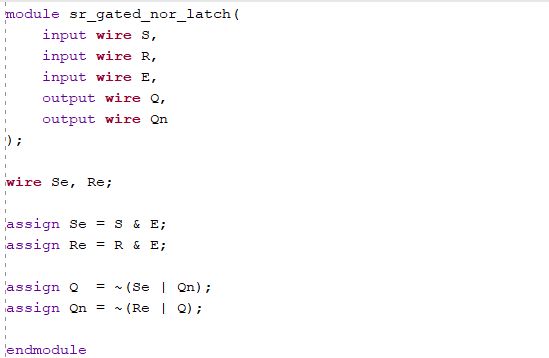 module sr_gated_nor_latch(
    input wire S,
    input wire R,
    input wire E,
    output wire Q,
    output wire Qn
);
wire Se, Re;
assign Se = S & E;
assign Re = R & E;
assign Q  = ~(Se | Qn);
assign Qn = ~(Re | Q);
endmodule